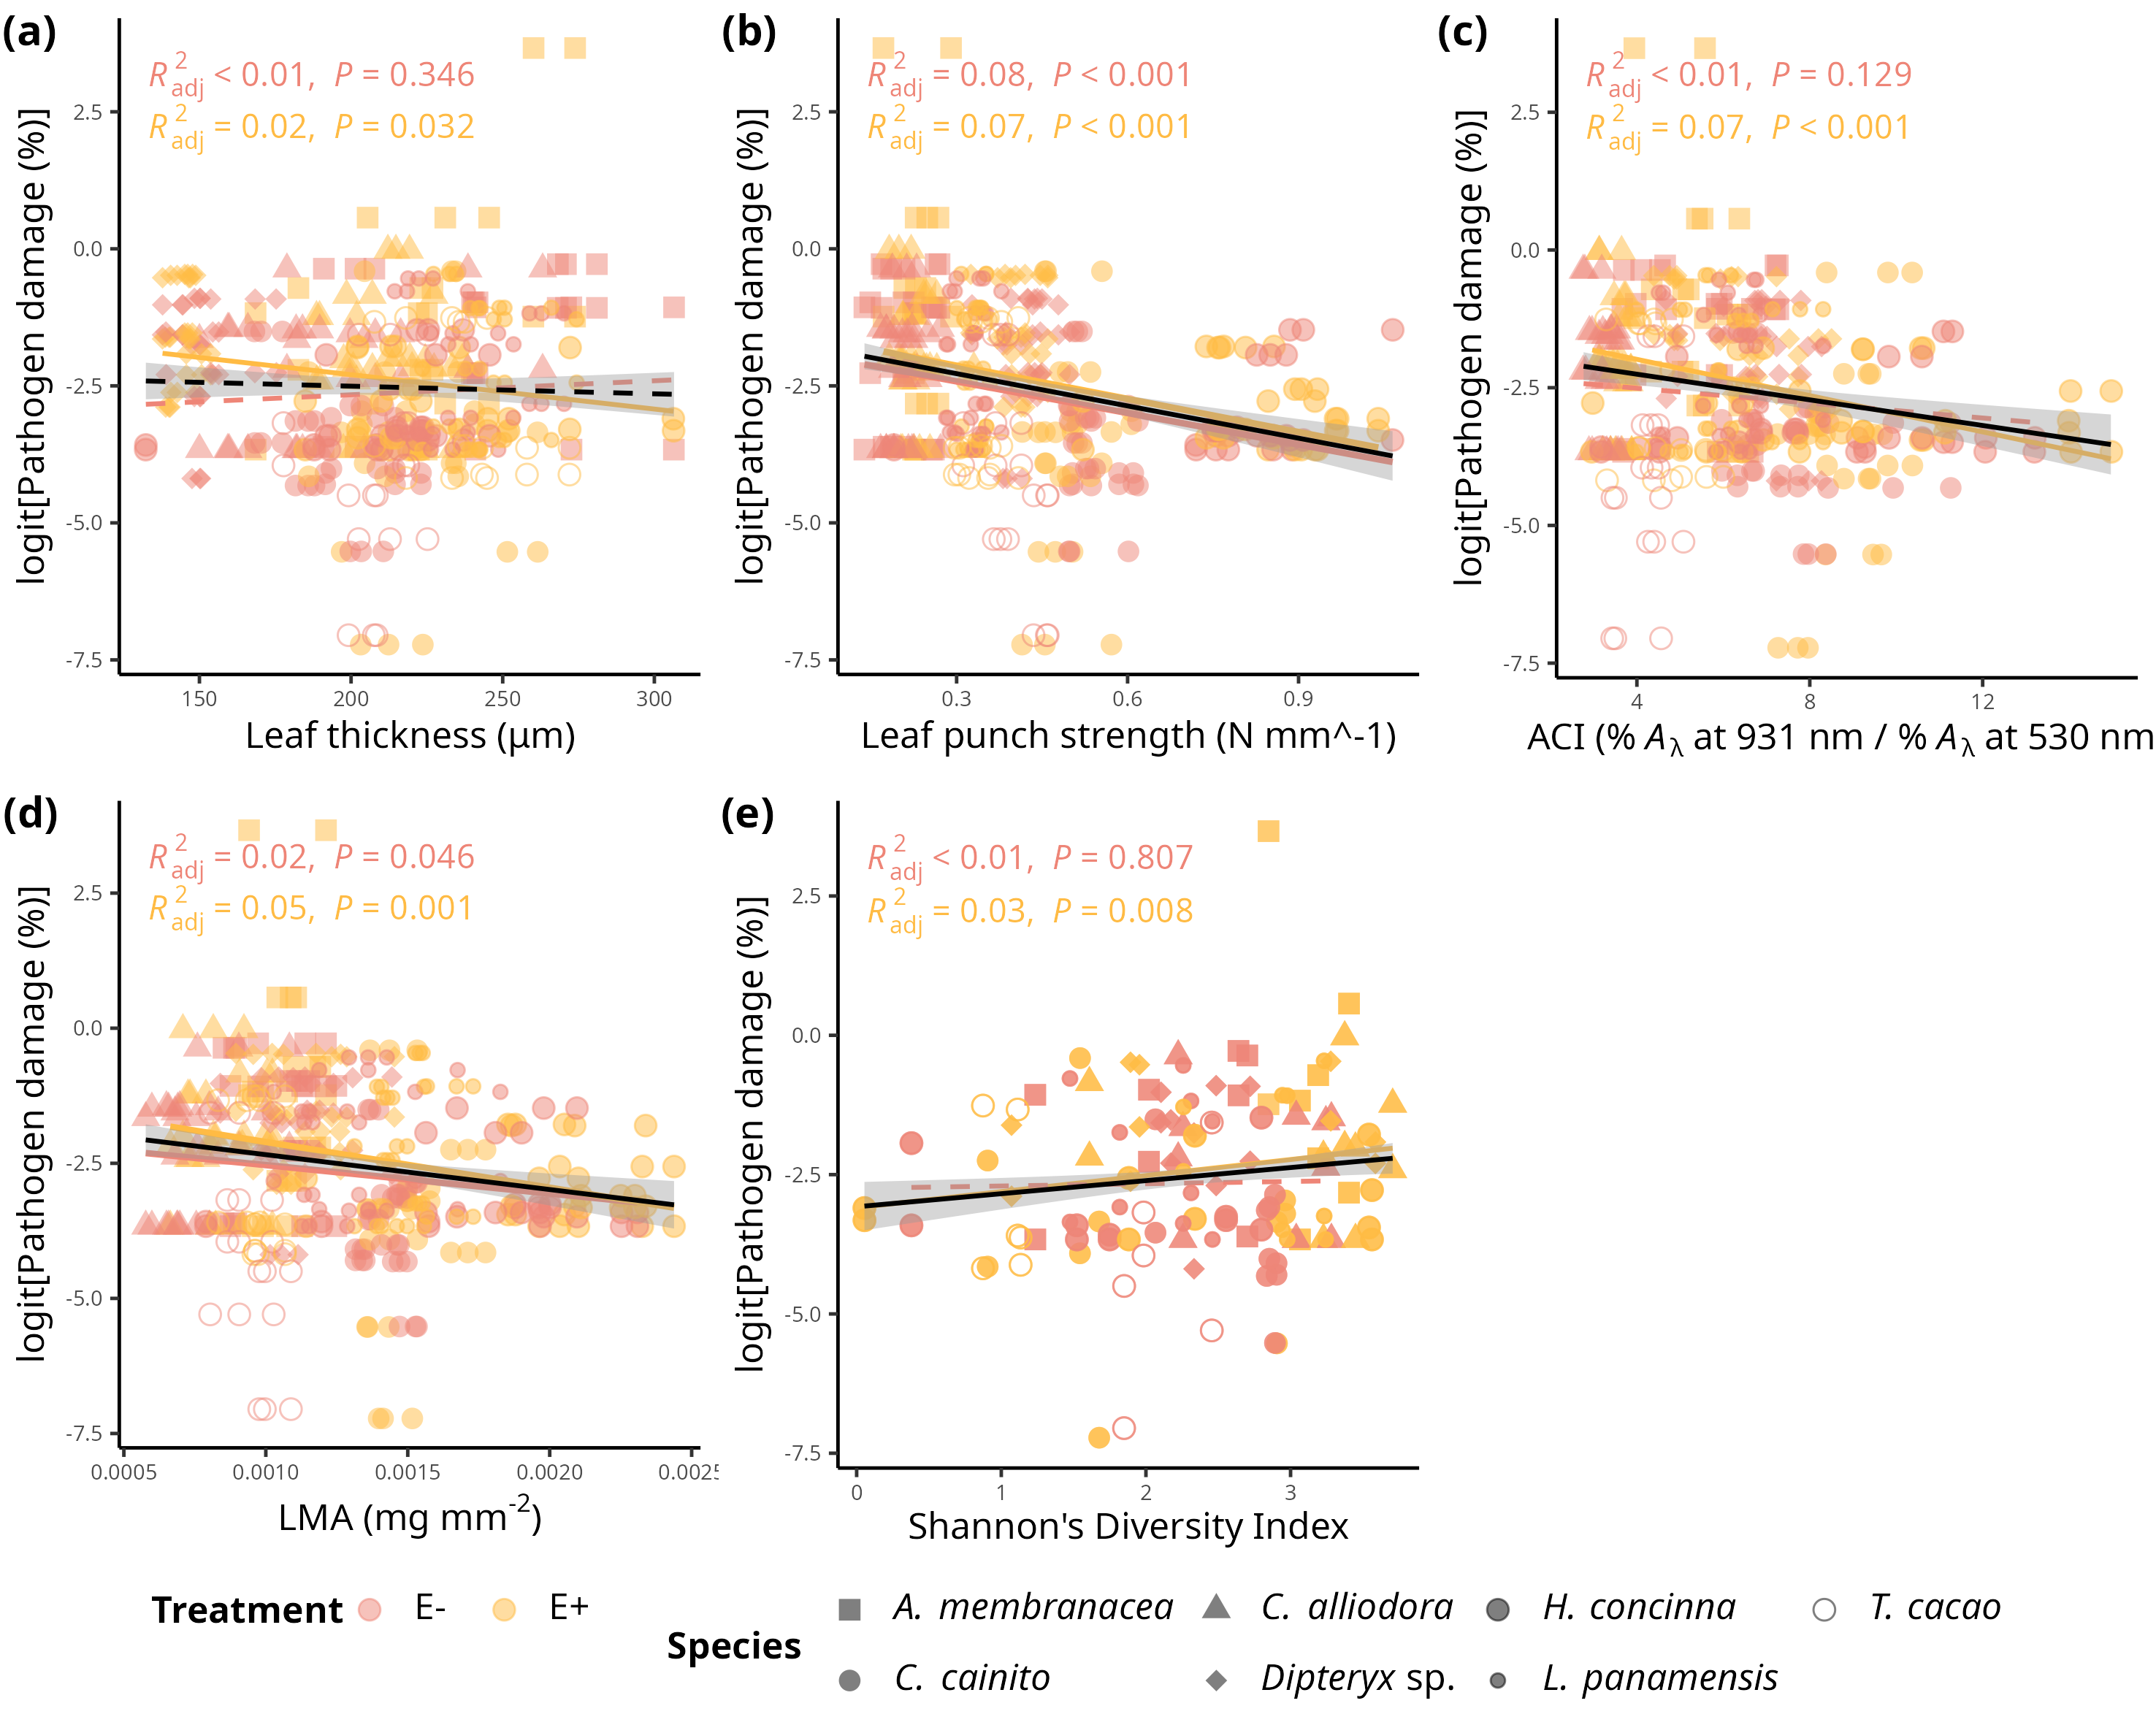 (a)
R²adj < 0.01, P = 0.346
R²adj = 0.02, P = 0.032
logit[Pathogen damage (%)]
2.5
0.0
-2.5
-5.0
-7.5
150 200 250 300
Leaf thickness (µm)
(b)
R²adj = 0.08, P < 0.001
R²adj = 0.07, P < 0.001
logit[Pathogen damage (%)]
2.5
0.0
-2.5
-5.0
-7.5
0.3 0.6 0.9
Leaf punch strength (N mm^-1)
(c)
R²adj < 0.01, P = 0.129
R²adj = 0.07, P < 0.001
logit[Pathogen damage (%)]
2.5
0.0
-2.5
-5.0
-7.5
4 8 12
ACI (% Aλ at 931 nm / % Aλ at 530 nm
(d)
R²adj = 0.02, P = 0.046
R²adj = 0.05, P = 0.001
logit[Pathogen damage (%)]
2.5
0.0
-2.5
-5.0
-7.5
0.0005 0.0010 0.0015 0.0020 0.0025
LMA (mg mm⁻²)
(e)
R²adj < 0.01, P = 0.807
R²adj = 0.03, P = 0.008
logit[Pathogen damage (%)]
2.5
0.0
-2.5
-5.0
-7.5
0 1 2 3
Shannon's Diversity Index
Treatment E- E+
Species
A. membranacea C. alliodora H. concinna T. cacao
C. cainito Dipteryx sp. L. panamensis